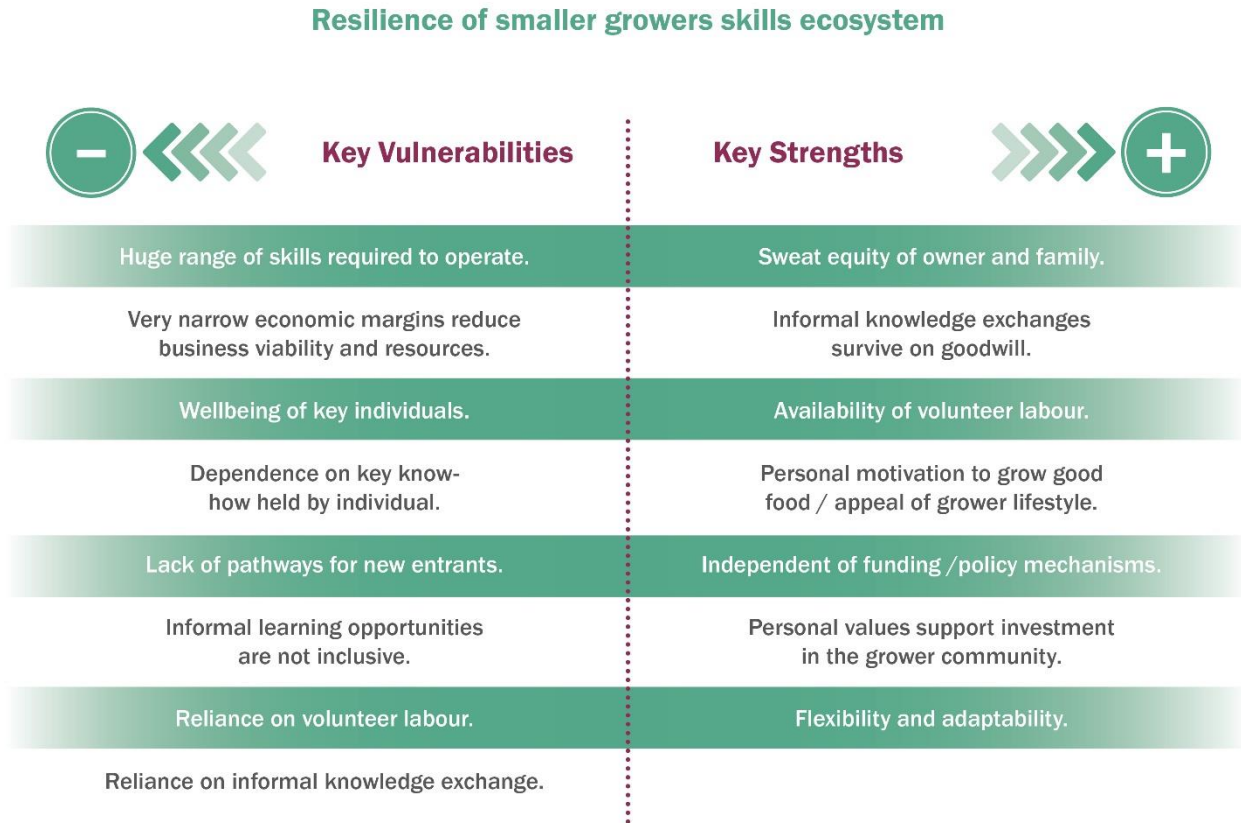 Resilience of smaller growers skills ecosystem
Key Vulnerabilities
Key Strengths
Huge range of skills required to operate.
Sweat equity of owner and family.
Very narrow economic margins reduce
business viability and resources.
Informal knowledge exchanges
survive on goodwill.
Wellbeing of key individuals.
Availability of volunteer labour.
Dependence on key know-
how held by individual.
Personal motivation to grow good
food / appeal of grower lifestyle.
Lack of pathways for new entrants.
Independent of funding /policy mechanisms.
Informal learning opportunities
are not inclusive.
Personal values support investment
in the grower community.
Reliance on volunteer labour.
Flexibility and adaptability.
Reliance on informal knowledge exchange.